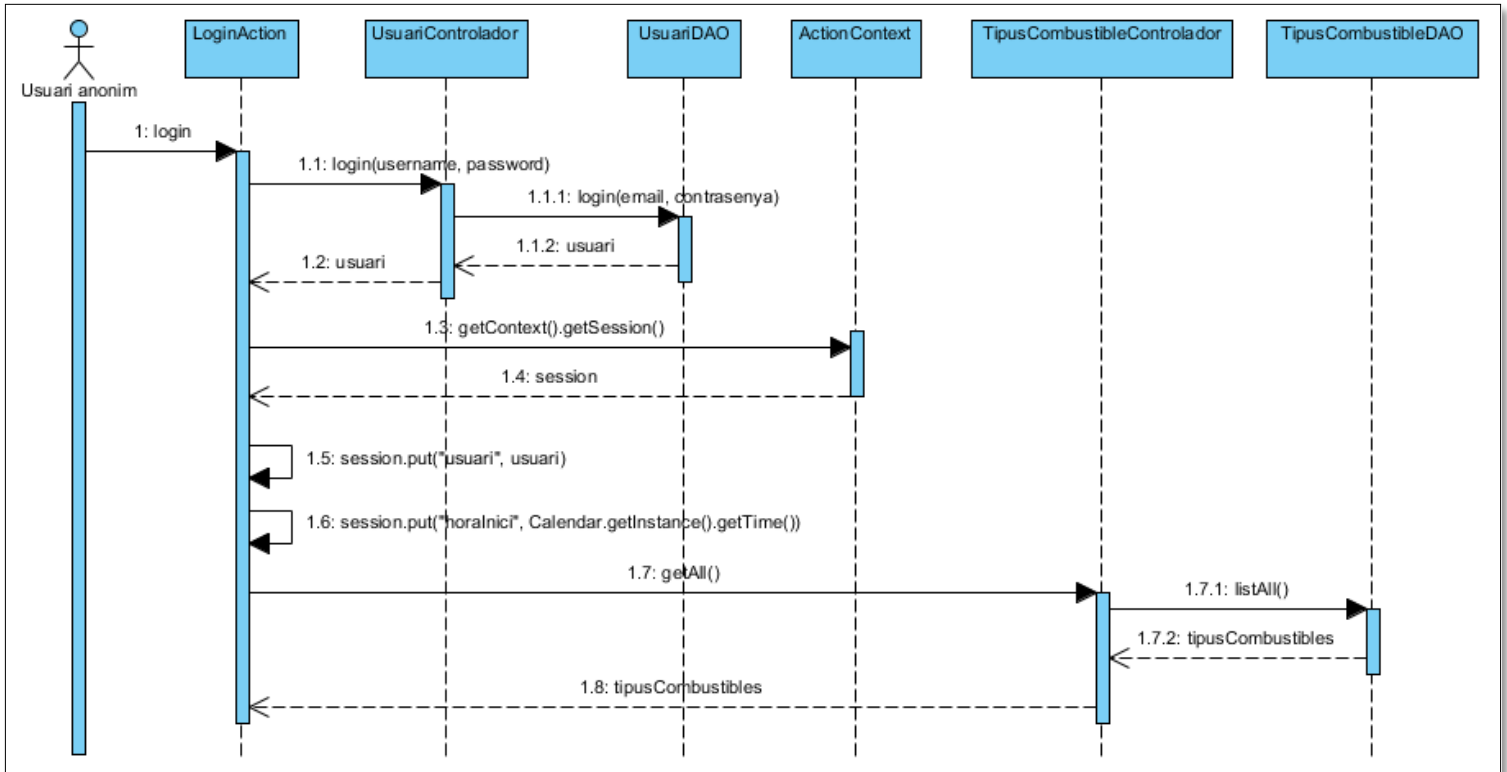 LoginAction
UsuariControlador
UsuariDAO
ActionContext
TipusCombustibleControlador
TipusCombustibleDAO
Usuari anonim
1: login
1.1: login(username, password)
1.1.1: login(email, contrasenya)
1.1.2: usuari
1.2: usuari
1.3: getContext().getSession()
1.4: session
1.5: session.put("usuari", usuari)
1.6: session.put("horaInici", Calendar.getInstance().getTime())
1.7: getAll()
1.7.1: listAll()
1.7.2: tipusCombustibles
1.8: tipusCombustibles